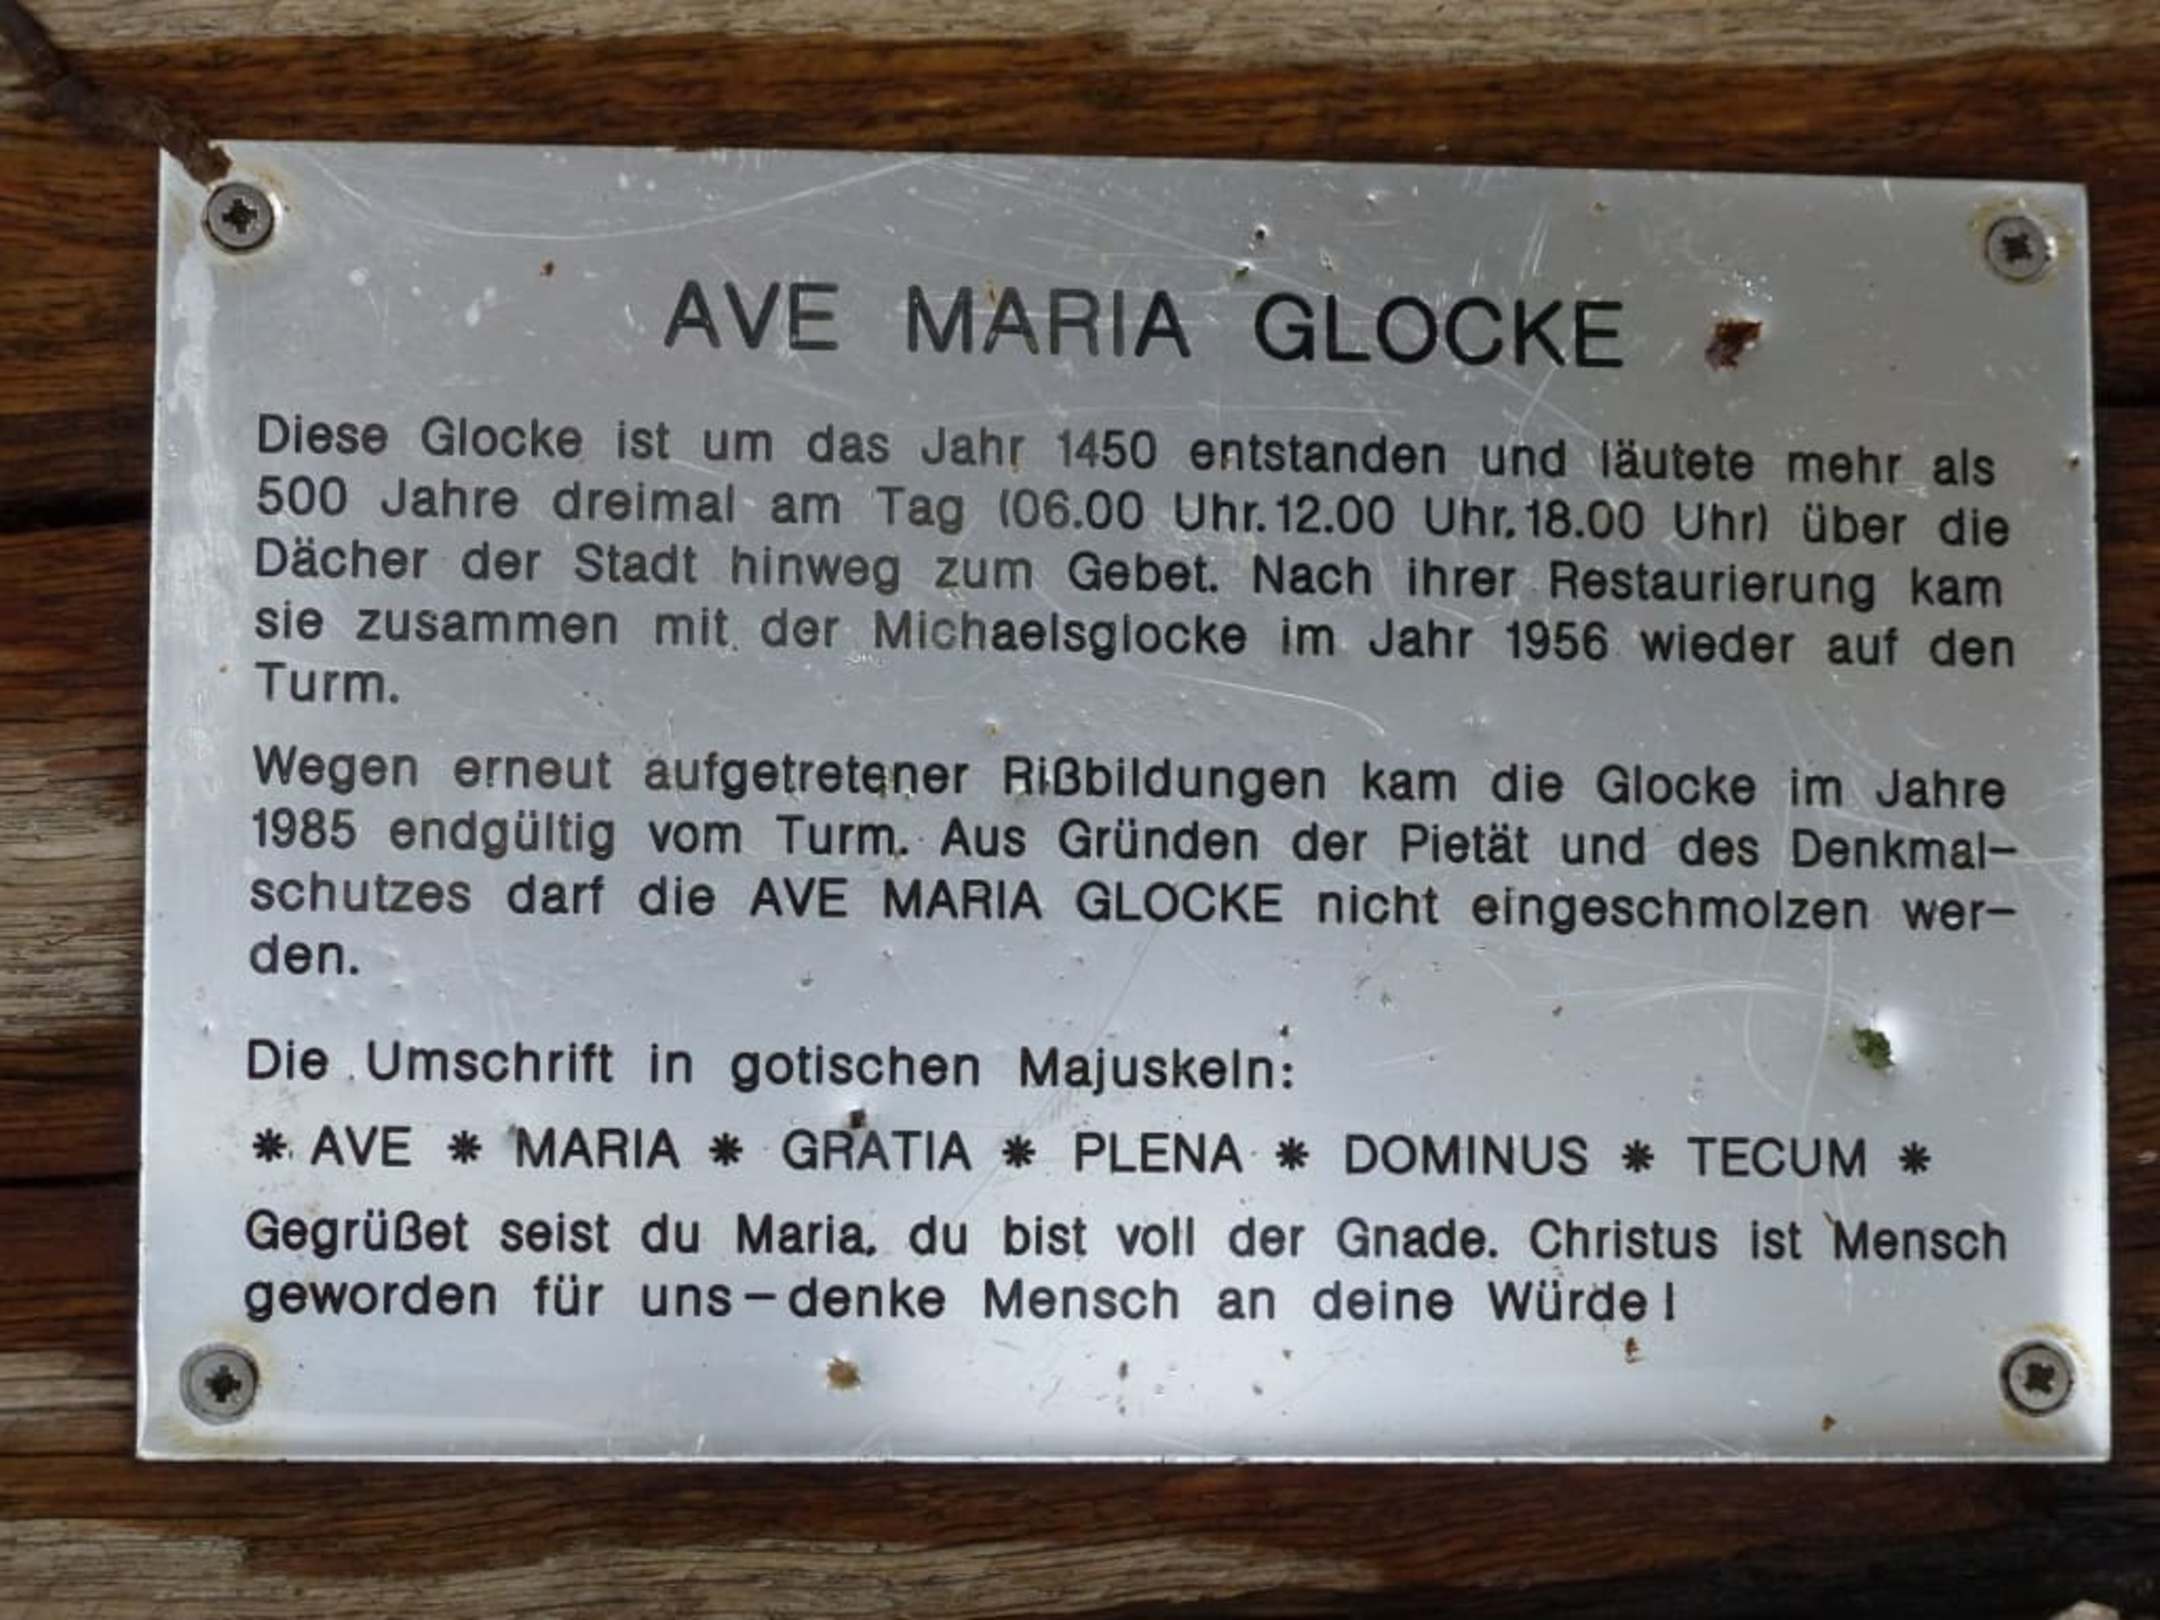 AVE MARIA GLOCKE
Diese Glocke ist um das Jahr 1450 entstanden und läutete mehr als
500 Jahre dreimal am Tag (06.00 Uhr.12.00 Uhr.18.00 Uhr) über die
Dächer der Stadt hinweg zum Gebet. Nach ihrer Restaurierung kam
sie zusammen mit der Michaelsglocke im Jahr 1956 wieder auf den
Turm.
Wegen erneut aufgetretener Rißbildungen kam die Glocke im Jahre
1985 endgültig vom Turm. Aus Gründen der Pietät und des Denkmal-
schutzes darf die AVE MARIA GLOCKE nicht eingeschmolzen wer-
den.
Die Umschrift in gotischen Majuskeln:
* AVE * MARIA * GRATIA * PLENA * DOMINUS * TECUM *
Gegrüßet seist du Maria, du bist voll der Gnade. Christus ist Mensch
geworden für uns – denke Mensch an deine Würde!